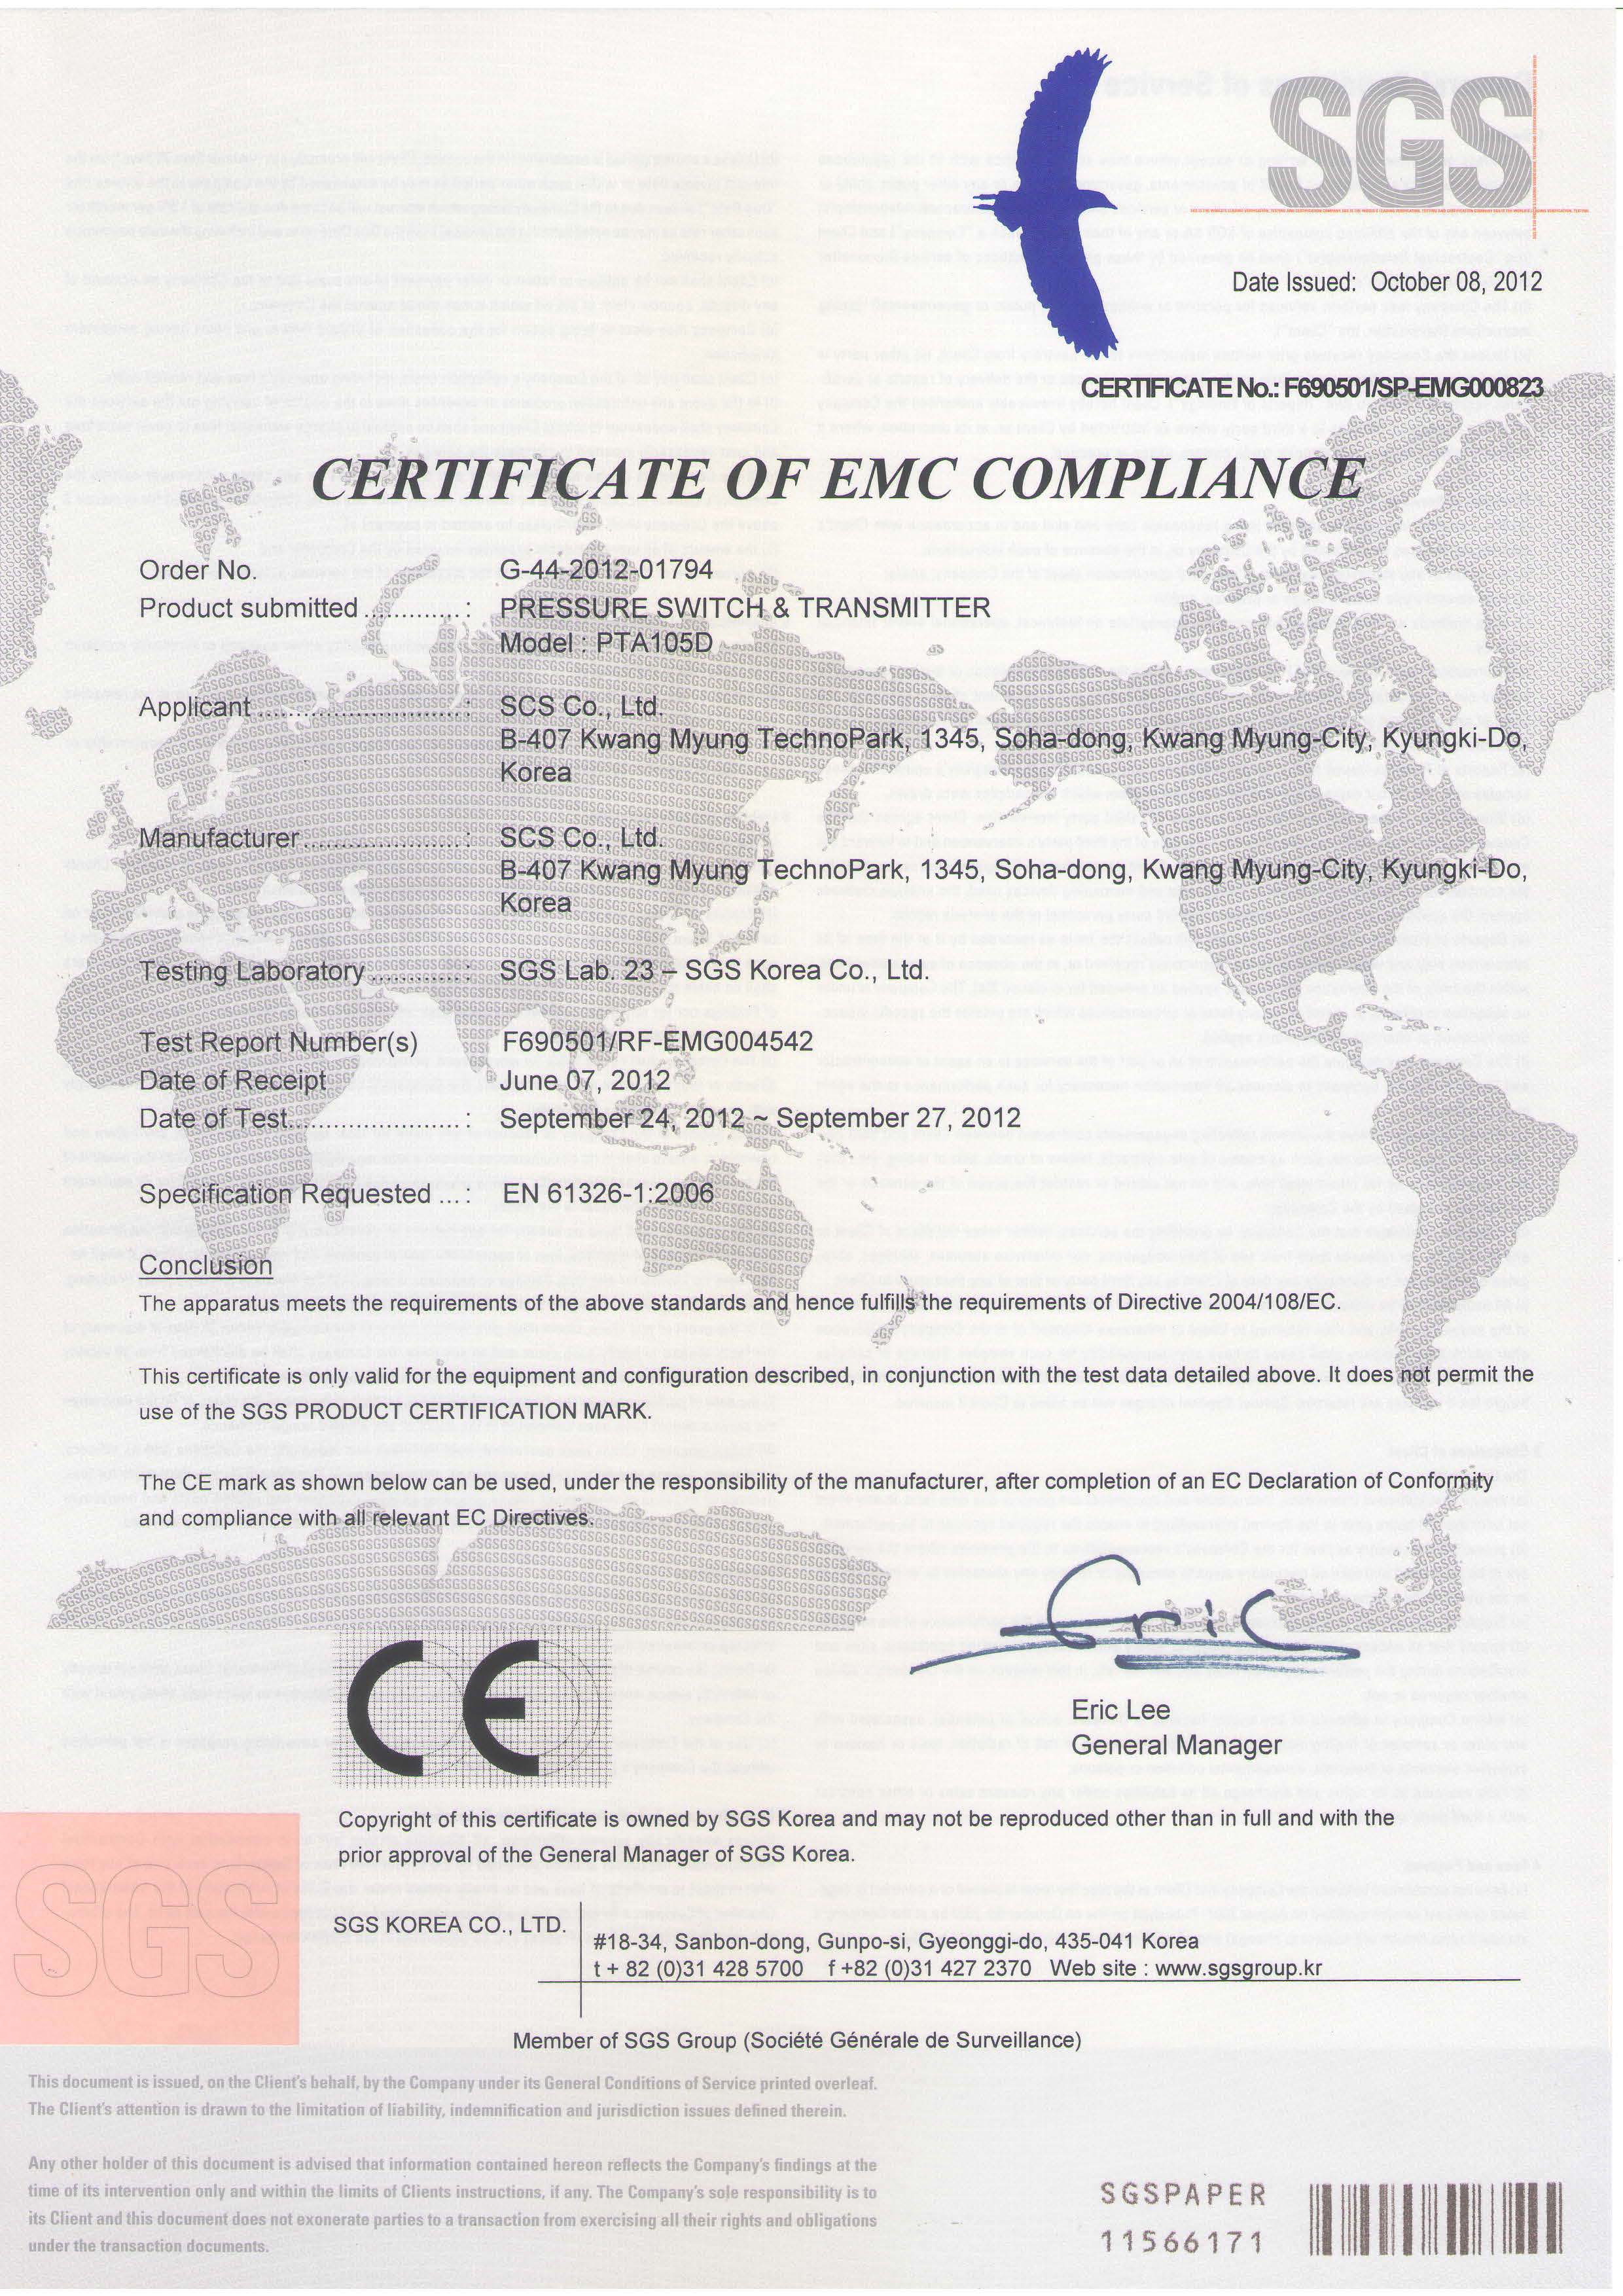 SGS
Date Issued: October 08, 2012
CERTIFICATE No.: F690501/SP-EMG000823
CERTIFICATE OF EMC COMPLIANCE
Order No. G-44-2012-01794
Product submitted ............. : PRESSURE SWITCH & TRANSMITTER
Model : PTA105D
Applicant ........................... : SCS Co., Ltd.
B-407 Kwang Myung TechnoPark, 1345, Soha-dong, Kwang Myung-City, Kyungki-Do,
Korea
Manufacturer...................... : SCS Co., Ltd.
B-407 Kwang Myung TechnoPark, 1345, Soha-dong, Kwang Myung-City, Kyungki-Do,
Korea
Testing Laboratory ............. : SGS Lab. 23 – SGS Korea Co., Ltd.
Test Report Number(s) F690501/RF-EMG004542
Date of Receipt June 07, 2012
Date of Test....................... : September 24, 2012 ~ September 27, 2012
Specification Requested ... : EN 61326-1:2006
Conclusion
The apparatus meets the requirements of the above standards and hence fulfills the requirements of Directive 2004/108/EC.
This certificate is only valid for the equipment and configuration described, in conjunction with the test data detailed above. It does not permit the
use of the SGS PRODUCT CERTIFICATION MARK.
The CE mark as shown below can be used, under the responsibility of the manufacturer, after completion of an EC Declaration of Conformity
and compliance with all relevant EC Directives.
Eric
CE
Eric Lee
General Manager
Copyright of this certificate is owned by SGS Korea and may not be reproduced other than in full and with the
prior approval of the General Manager of SGS Korea.
SGS
SGS KOREA CO., LTD.
#18-34, Sanbon-dong, Gunpo-si, Gyeonggi-do, 435-041 Korea
t + 82 (0)31 428 5700 f +82 (0)31 427 2370 Web site : www.sgsgroup.kr
Member of SGS Group (Société Générale de Surveillance)
This document is issued, on the Client's behalf, by the Company under its General Conditions of Service printed overleaf.
The Client's attention is drawn to the limitation of liability, indemnification and jurisdiction issues defined therein.
Any other holder of this document is advised that information contained hereon reflects the Company's findings at the
time of its intervention only and within the limits of Clients instructions, if any. The Company's sole responsibility is to
its Client and this document does not exonerate parties to a transaction from exercising all their rights and obligations
under the transaction documents.
SGSPAPER
11566171